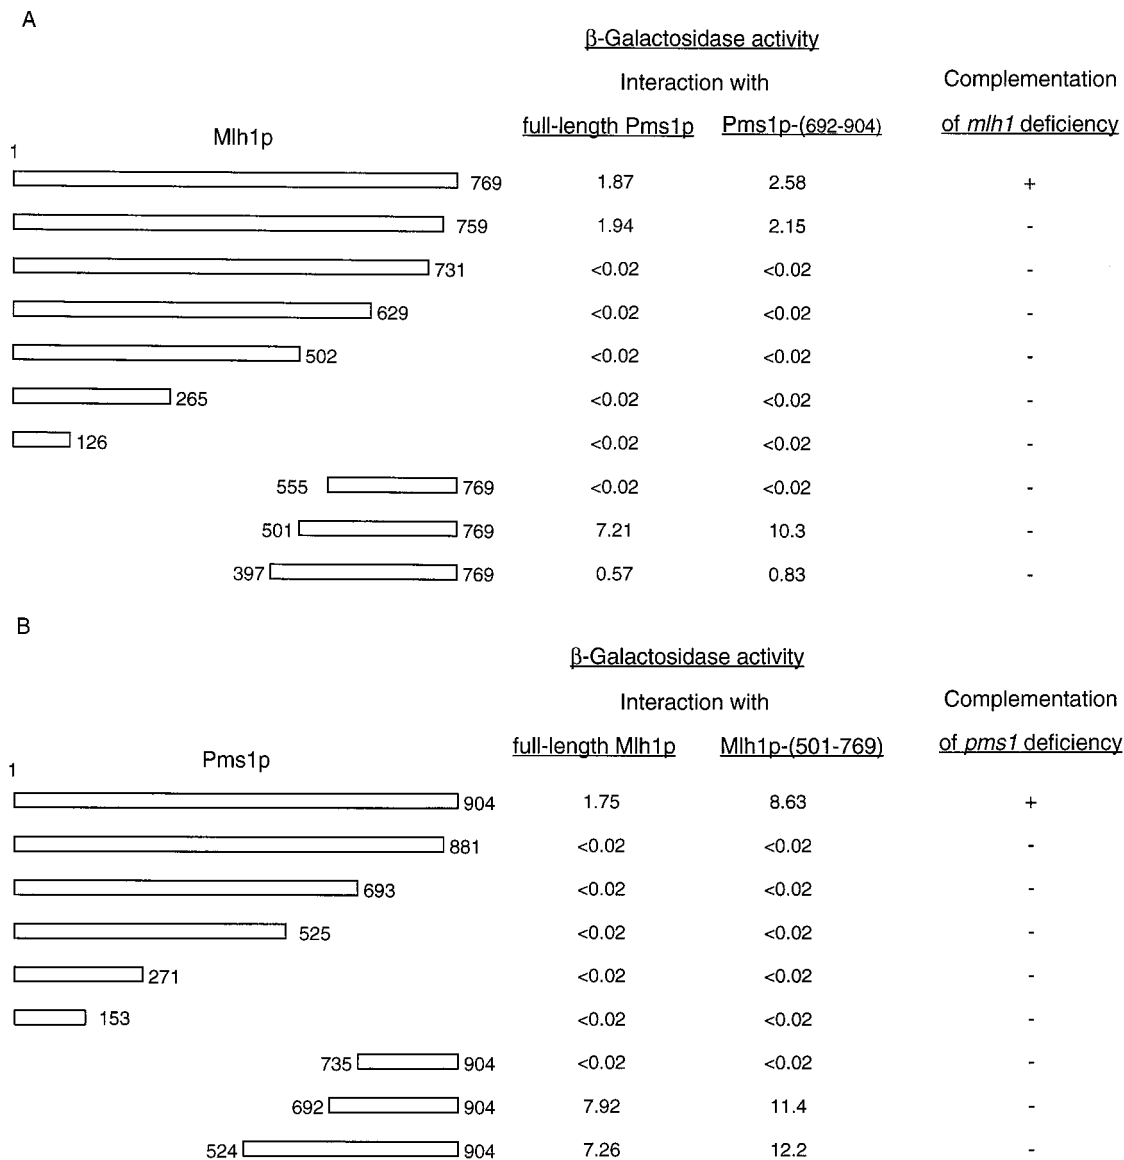 A
β-Galactosidase activity
Interaction with Complementation
full-length Pms1p Pms1p-(692-904) of mlh1 deficiency
Mlh1p
1
769 1.87 2.58 +
759 1.94 2.15 -
731 <0.02 <0.02 -
629 <0.02 <0.02 -
502 <0.02 <0.02 -
265 <0.02 <0.02 -
126 <0.02 <0.02 -
555 769 <0.02 <0.02 -
501 769 7.21 10.3 -
397 769 0.57 0.83 -
B
β-Galactosidase activity
Interaction with Complementation
full-length Mlh1p Mlh1p-(501-769) of pms1 deficiency
Pms1p
1
904 1.75 8.63 +
881 <0.02 <0.02 -
693 <0.02 <0.02 -
525 <0.02 <0.02 -
271 <0.02 <0.02 -
153 <0.02 <0.02 -
735 904 <0.02 <0.02 -
692 904 7.92 11.4 -
524 904 7.26 12.2 -